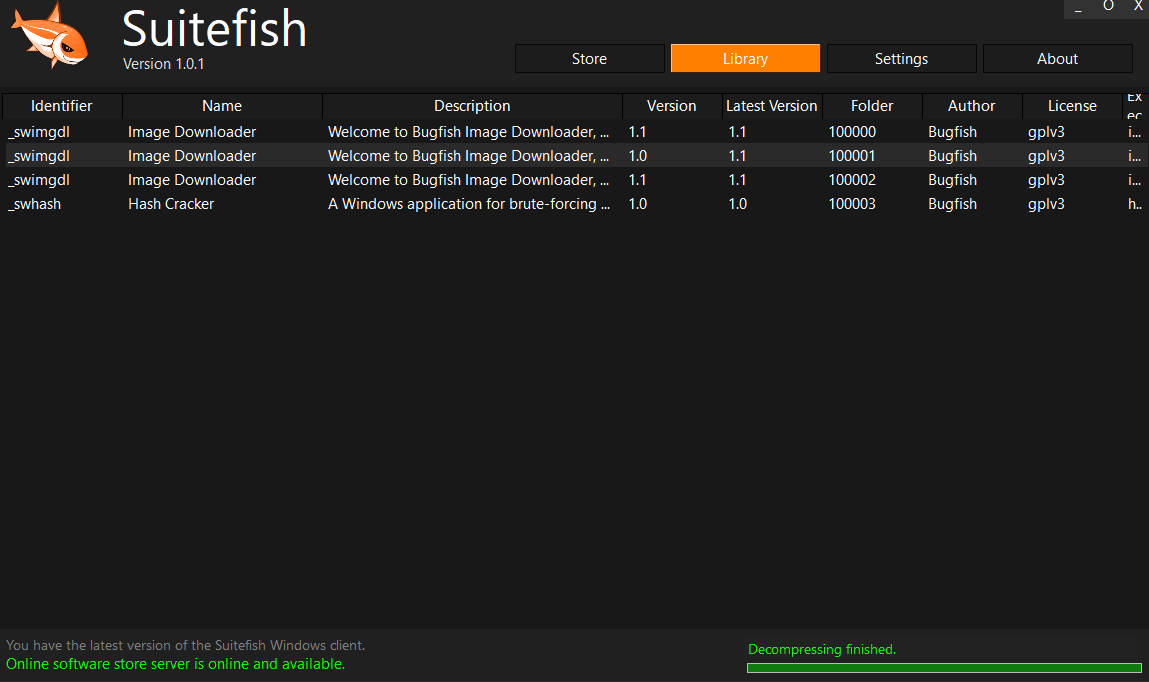 _ O X
Suitefish
Version 1.0.1
Store Library Settings About
Identifier Name Description Version Latest Version Folder Author License Ex
ec
_swimgdl Image Downloader Welcome to Bugfish Image Downloader, ... 1.1 1.1 100000 Bugfish gplv3 i...
_swimgdl Image Downloader Welcome to Bugfish Image Downloader, ... 1.0 1.1 100001 Bugfish gplv3 i...
_swimgdl Image Downloader Welcome to Bugfish Image Downloader, ... 1.1 1.1 100002 Bugfish gplv3 i...
_swhash Hash Cracker A Windows application for brute-forcing ... 1.0 1.0 100003 Bugfish gplv3 h..
You have the latest version of the Suitefish Windows client.
Online software store server is online and available.
Decompressing finished.